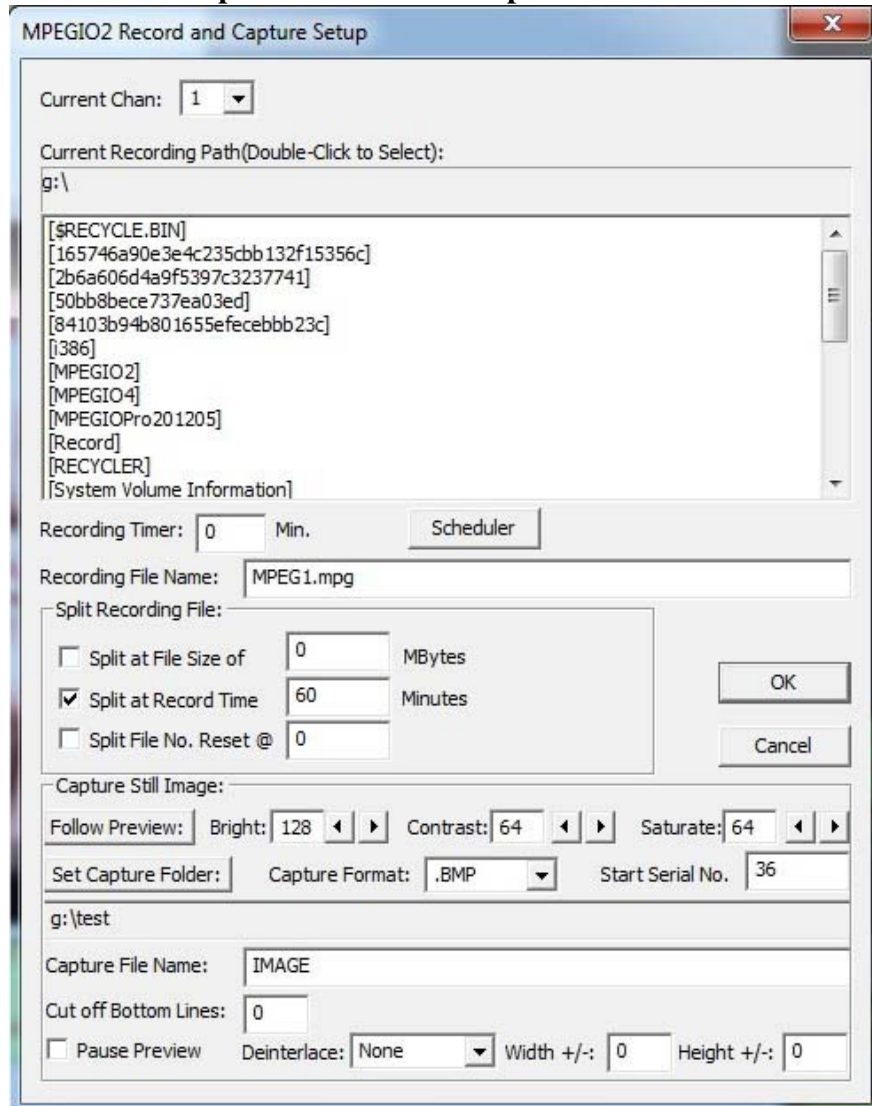 MPEGIO2 Record and Capture Setup
Current Chan: 1
Current Recording Path(Double-Click to Select):
g:\
[$RECYCLE.BIN]
[165746a90e3e4c235cbb132f15356c]
[2b6a606d4a9f5397c3237741]
[50bb8bece737ea03ed]
[84103b94b801655efecebbb23c]
[i386]
[MPEGIO2]
[MPEGIO4]
[MPEGIOPro201205]
[Record]
[RECYCLER]
[System Volume Information]
Recording Timer: 0 Min. Scheduler
Recording File Name: MPEG1.mpg
Split Recording File:
Split at File Size of 0 MBytes
Split at Record Time 60 Minutes
OK
Split File No. Reset @ 0
Cancel
Capture Still Image:
Follow Preview: Bright: 128 Contrast: 64 Saturate: 64
Set Capture Folder: Capture Format: .BMP Start Serial No. 36
g:\test
Capture File Name: IMAGE
Cut off Bottom Lines: 0
Pause Preview Deinterlace: None Width +/-: 0 Height +/-: 0